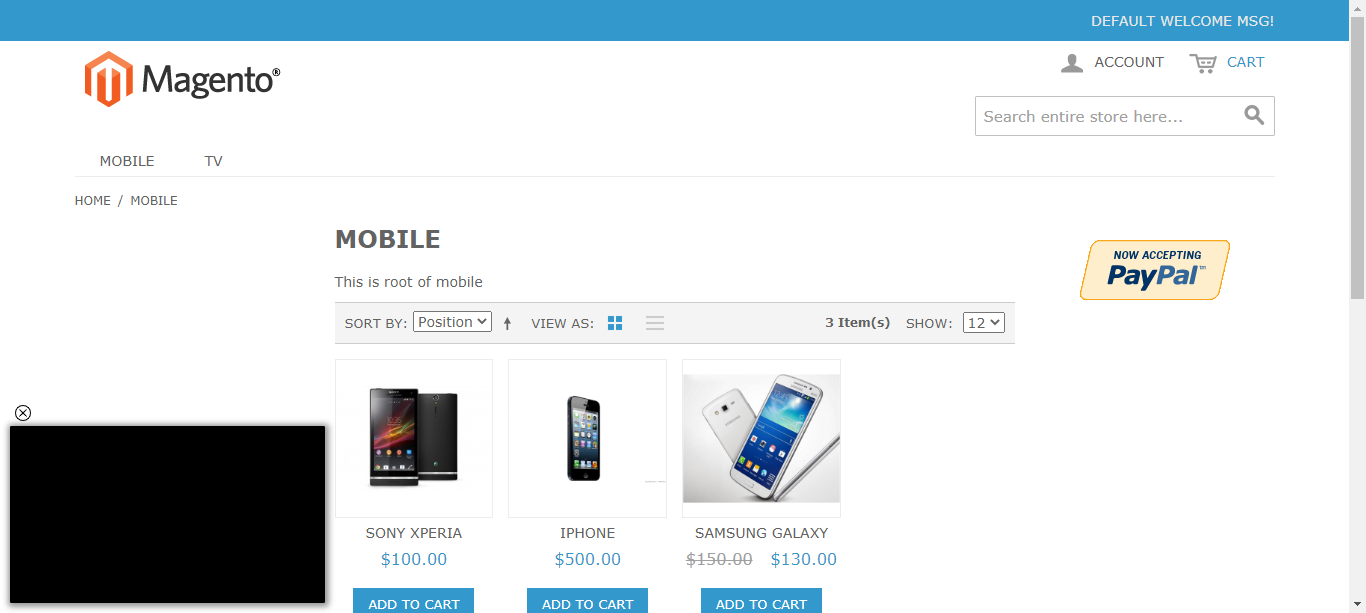 DEFAULT WELCOME MSG!
Magento®
ACCOUNT
CART
Search entire store here...
MOBILE
TV
HOME / MOBILE
MOBILE
This is root of mobile
NOW ACCEPTING
PayPal™
SORT BY: Position
VIEW AS:
3 Item(s)
SHOW: 12
SONY XPERIA
IPHONE
SAMSUNG GALAXY
$100.00
$500.00
$150.00 $130.00
ADD TO CART
ADD TO CART
ADD TO CART